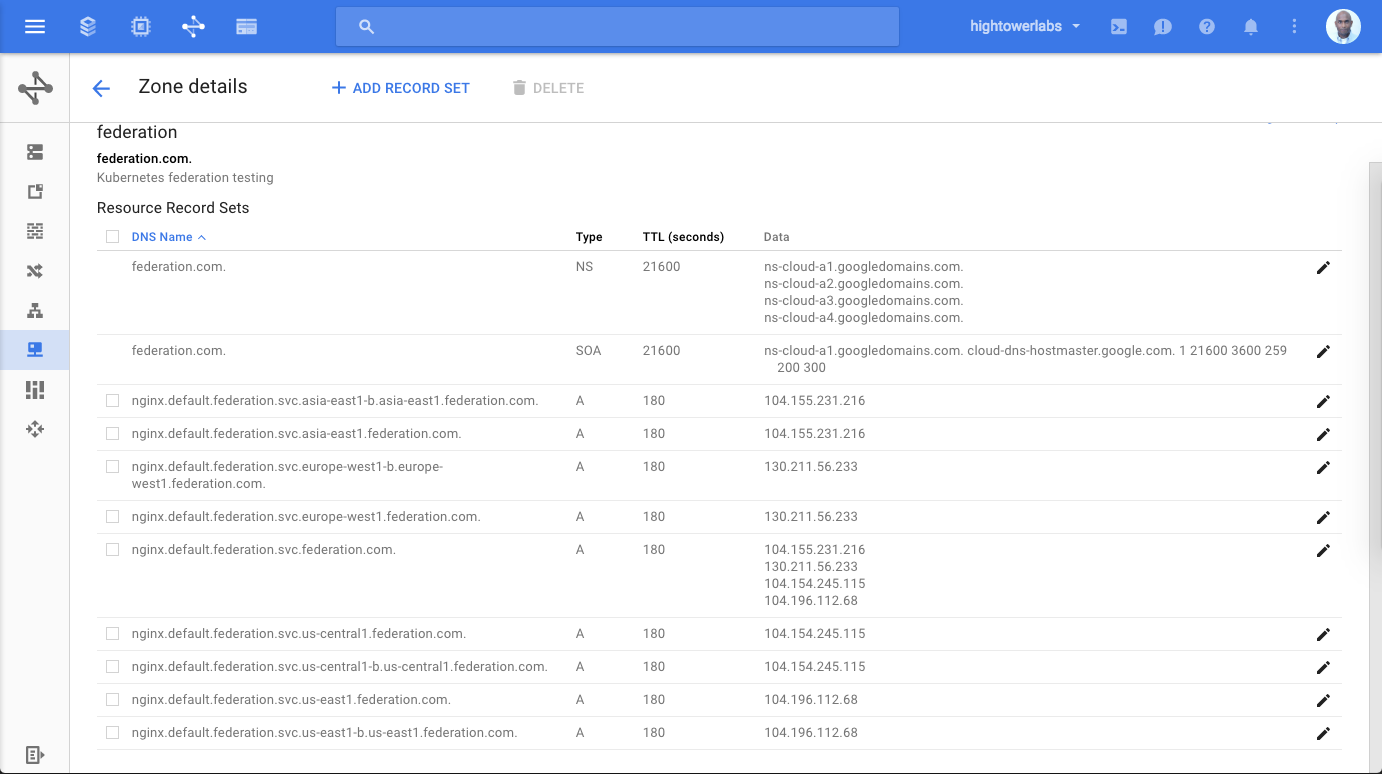 hightowerlabs
Zone details
ADD RECORD SET
DELETE
federation
federation.com.
Kubernetes federation testing
Resource Record Sets
DNS Name Type TTL (seconds) Data
federation.com. NS 21600 ns-cloud-a1.googledomains.com.
ns-cloud-a2.googledomains.com.
ns-cloud-a3.googledomains.com.
ns-cloud-a4.googledomains.com.
federation.com. SOA 21600 ns-cloud-a1.googledomains.com. cloud-dns-hostmaster.google.com. 1 21600 3600 259
200 300
nginx.default.federation.svc.asia-east1-b.asia-east1.federation.com. A 180 104.155.231.216
nginx.default.federation.svc.asia-east1.federation.com. A 180 104.155.231.216
nginx.default.federation.svc.europe-west1-b.europe- A 180 130.211.56.233
west1.federation.com.
nginx.default.federation.svc.europe-west1.federation.com. A 180 130.211.56.233
nginx.default.federation.svc.federation.com. A 180 104.155.231.216
130.211.56.233
104.154.245.115
104.196.112.68
nginx.default.federation.svc.us-central1.federation.com. A 180 104.154.245.115
nginx.default.federation.svc.us-central1-b.us-central1.federation.com. A 180 104.154.245.115
nginx.default.federation.svc.us-east1.federation.com. A 180 104.196.112.68
nginx.default.federation.svc.us-east1-b.us-east1.federation.com. A 180 104.196.112.68